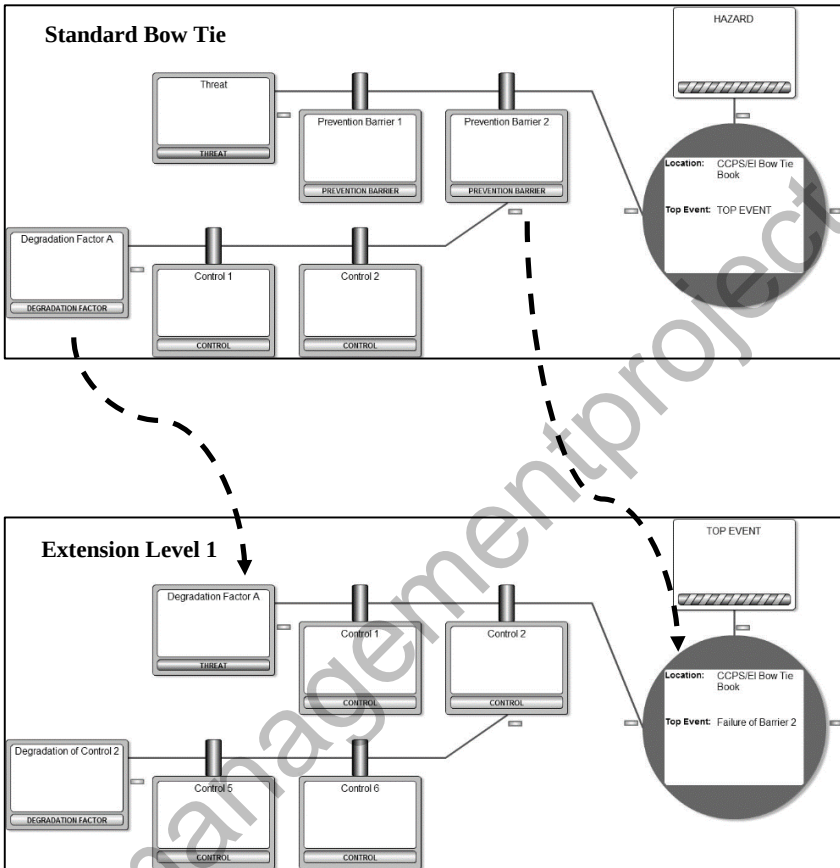 Standard Bow Tie
HAZARD
Threat
THREAT
Prevention Barrier 1
PREVENTION BARRIER
Prevention Barrier 2
PREVENTION BARRIER
Location: CCPS/EI Bow Tie
Book
Top Event: TOP EVENT
Degradation Factor A
DEGRADATION FACTOR
Control 1
CONTROL
Control 2
CONTROL
Extension Level 1
TOP EVENT
Degradation Factor A
THREAT
Control 1
CONTROL
Control 2
CONTROL
Location: CCPS/EI Bow Tie
Book
Top Event: Failure of Barrier 2
Degradation of Control 2
DEGRADATION FACTOR
Control 5
CONTROL
Control 6
CONTROL
managementproject